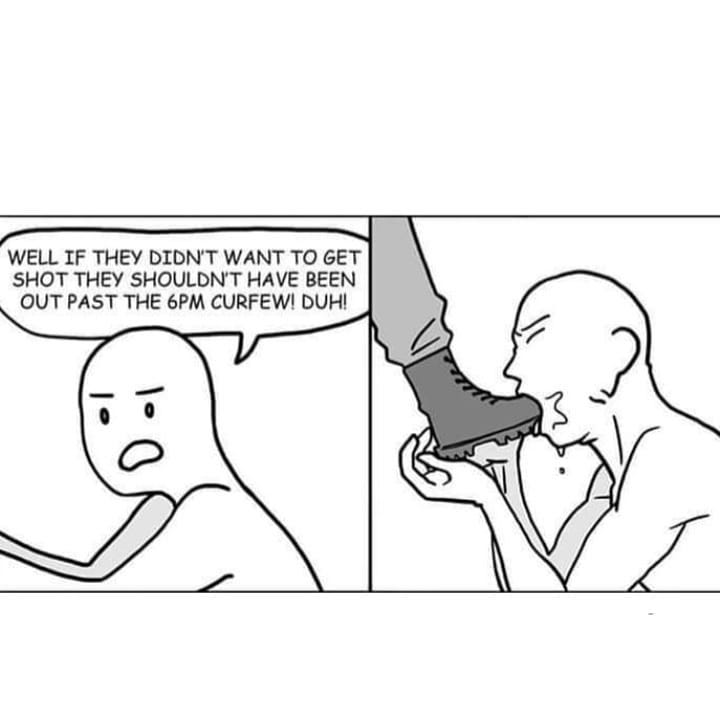 WELL IF THEY DIDN'T WANT TO GET
SHOT THEY SHOULDN'T HAVE BEEN
OUT PAST THE 6PM CURFEW! DUH!